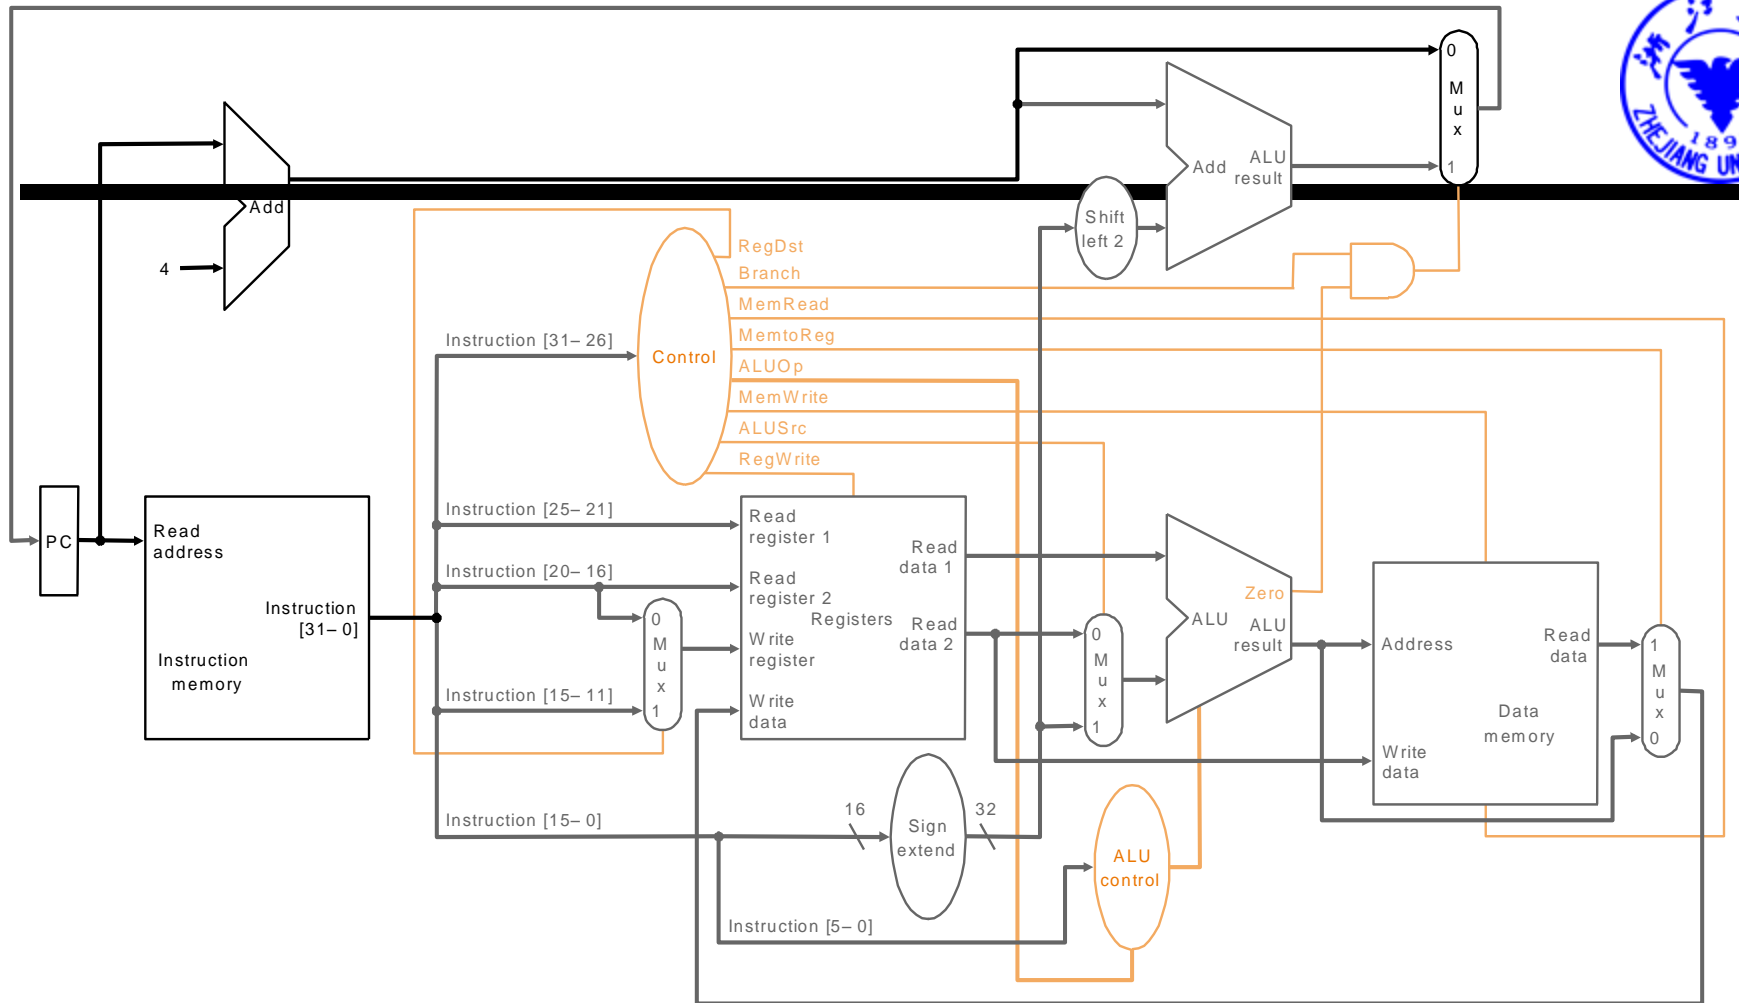 0
M
u
x
1
Add
ALU
result
Shift
left 2
Add
4
RegDst
Branch
MemRead
MemtoReg
ALUOp
MemWrite
ALUSrc
RegWrite
Control
Instruction [31–26]
Instruction [25–21]
Instruction [20–16]
Instruction [15–11]
Instruction [15–0]
Instruction [5–0]
PC
Read
address
Instruction
[31–0]
Instruction
memory
0
M
u
x
1
Read
register 1
Read
register 2
Write
register
Write
data
Registers
Read
data 1
Read
data 2
0
M
u
x
1
Zero
ALU
ALU
result
Address
Write
data
Read
data
Data
memory
1
M
u
x
0
16
Sign
extend
32
ALU
control
ZHEJIANG UN
189